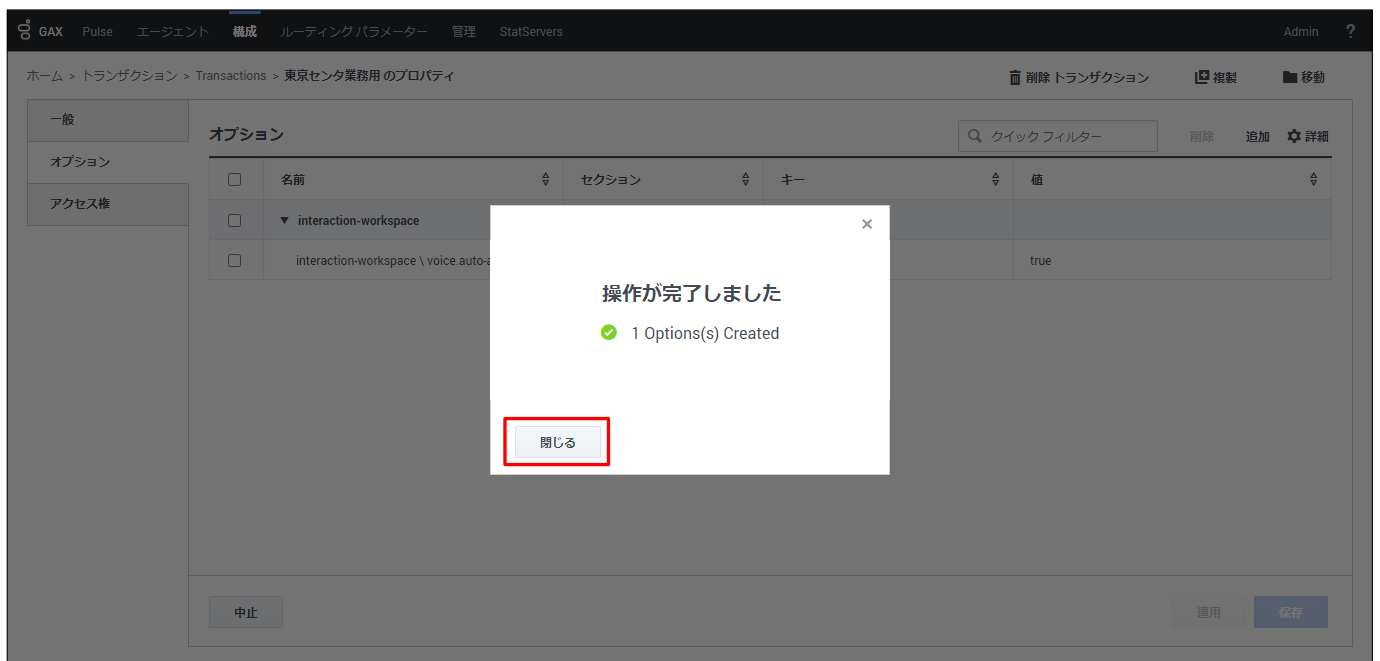 GAX Pulse エージェント 構成 ルーティング パラメーター 管理 StatServers Admin ?
ホーム > トランザクション > Transactions > 東京センタ業務用 のプロパティ 削除 トランザクション 複製 移動
一般
オプション
アクセス権
オプション クイック フィルター 削除 追加 詳細
名前 セクション キー 値
interaction-workspace
interaction-workspace \ voice.auto-a true
×
操作が完了しました
1 Options(s) Created
閉じる
中止 適用 保存